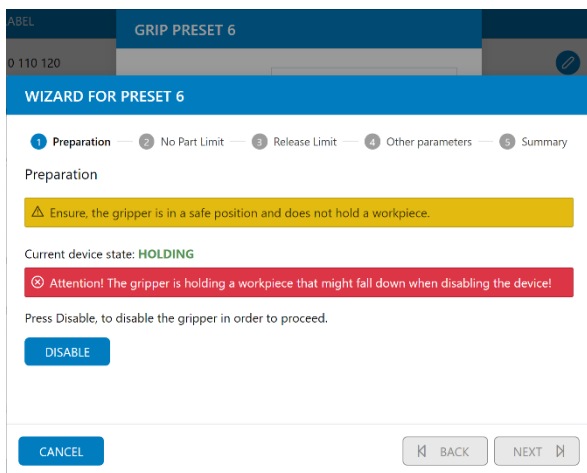 ABEL
GRIP PRESET 6
0 110 120
WIZARD FOR PRESET 6
1 Preparation 2 No Part Limit 3 Release Limit 4 Other parameters 5 Summary
Preparation
Ensure, the gripper is in a safe position and does not hold a workpiece.
Current device state: HOLDING
Attention! The gripper is holding a workpiece that might fall down when disabling the device!
Press Disable, to disable the gripper in order to proceed.
DISABLE
CANCEL BACK NEXT